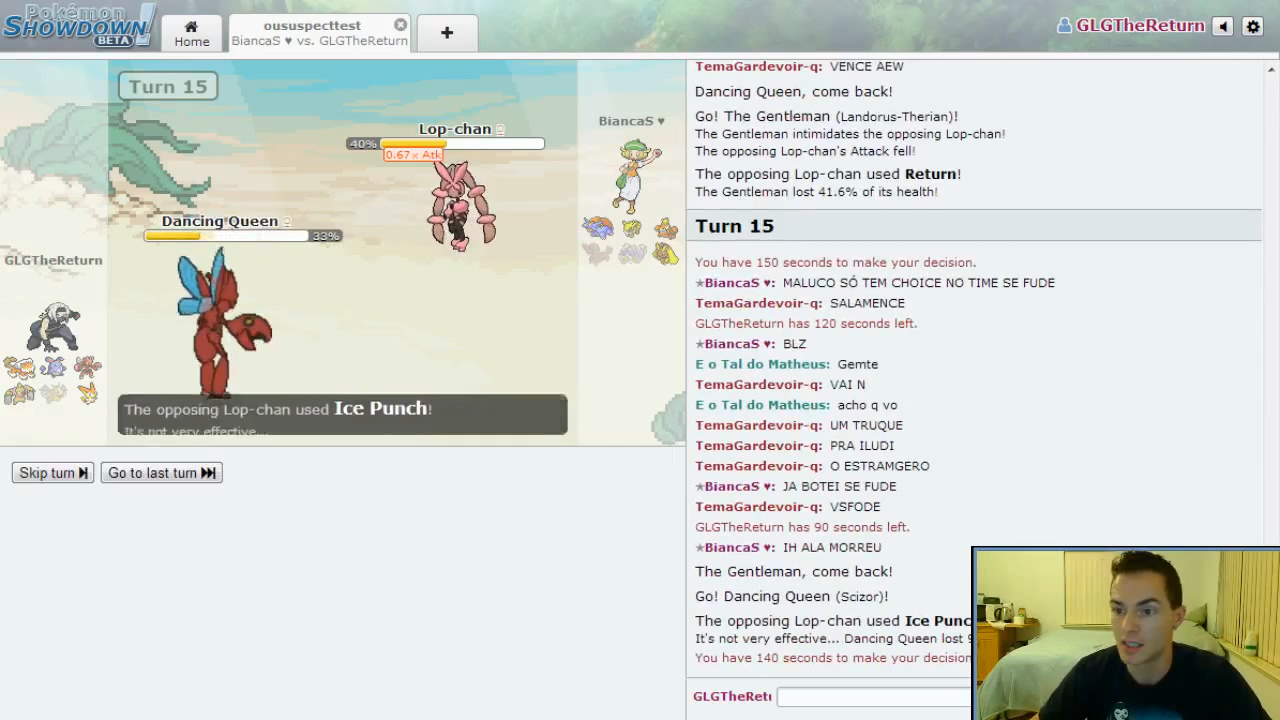 Pokémon
SHOWDOWN!
BETA
Home
oususpecttest
BiancaS ♥ vs. GLGTheReturn
+
GLGTheReturn
Turn 15
Lop-chan
40%
0.67× Atk
BiancaS ♥
Dancing Queen
33%
GLGTheReturn
The opposing Lop-chan used Ice Punch!
It's not very effective...
Skip turn
Go to last turn
TemaGardevoir-q: VENCE AEW
Dancing Queen, come back!
Go! The Gentleman (Landorus-Therian)!
The Gentleman intimidates the opposing Lop-chan!
The opposing Lop-chan's Attack fell!
The opposing Lop-chan used Return!
The Gentleman lost 41.6% of its health!
Turn 15
You have 150 seconds to make your decision.
★BiancaS ♥: MALUCO SÓ TEM CHOICE NO TIME SE FUDE
TemaGardevoir-q: SALAMENCE
GLGTheReturn has 120 seconds left.
★BiancaS ♥: BLZ
E o Tal do Matheus: Gemte
TemaGardevoir-q: VAI N
E o Tal do Matheus: acho q vo
TemaGardevoir-q: UM TRUQUE
TemaGardevoir-q: PRA ILUDI
TemaGardevoir-q: O ESTRAMGERO
★BiancaS ♥: JA BOTEI SE FUDE
TemaGardevoir-q: VSFODE
GLGTheReturn has 90 seconds left.
★BiancaS ♥: IH ALA MORREU
The Gentleman, come back!
Go! Dancing Queen (Scizor)!
The opposing Lop-chan used Ice Punc
It's not very effective... Dancing Queen lost
You have 140 seconds to make your decision
GLGTheRet